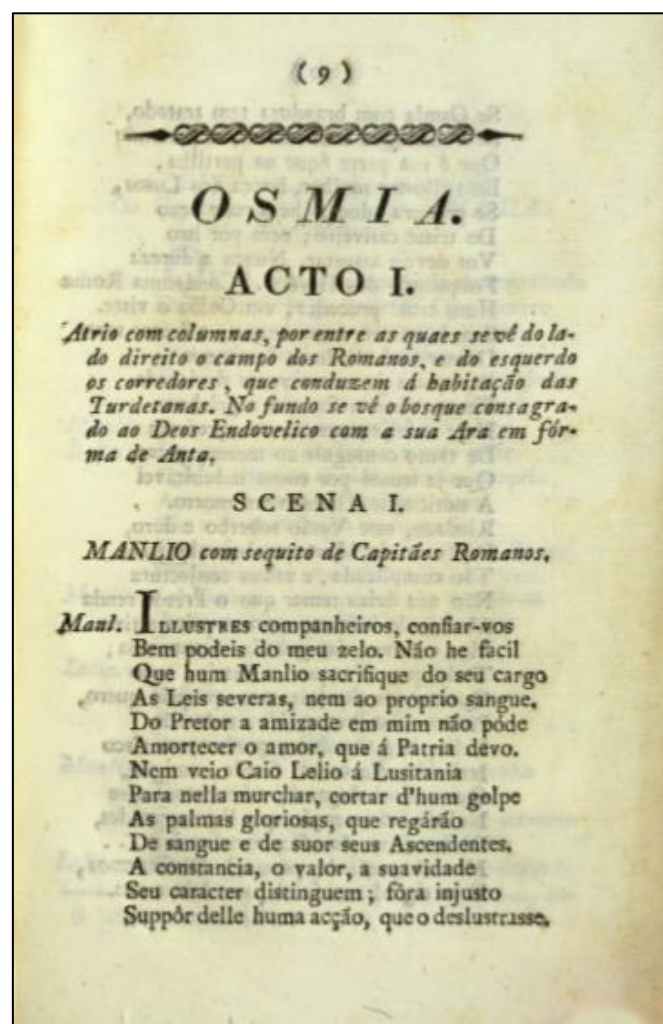 ( 9 )
OSMIA.
ACTO I.
Atrio com columnas, por entre as quaes se vê do la-
do direito o campo dos Romanos, e do esquerdo
os corredores, que conduzem á habitação das
Turdetanas. No fundo se vê o bosque consagra-
do ao Deos Endovelico com a sua Ara em fór-
ma de Anta.
SCENA I.
MANLIO com sequito de Capitães Romanos.
Manl. ILLUSTRES companheiros, confiar-vos
Bem podeis do meu zelo. Não he facil
Que hum Manlio sacrifique do seu cargo
As Leis severas, nem ao proprio sangue.
Do Pretor a amizade em mim não póde
Amortecer o amor, que á Patria devo.
Nem veio Caio Lelio á Lusitania
Para nella murchar, cortar d'hum golpe
As palmas gloriosas, que regárão
De sangue e de suor seus Ascendentes.
A constancia, o valor, a suavidade
Seu caracter distinguem; fôra injusto
Suppôr delle huma acção, que o deslustrasse.